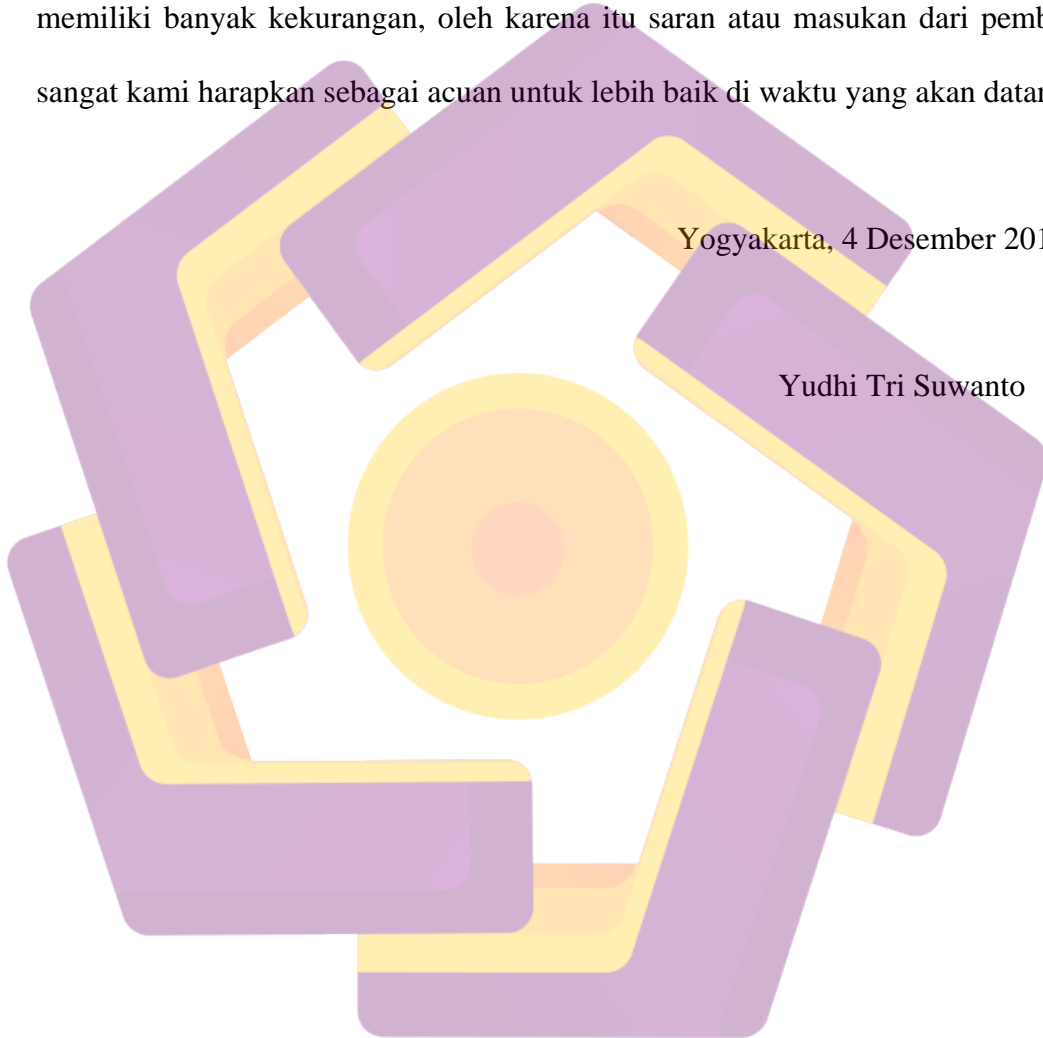 memiliki banyak kekurangan, oleh karena itu saran atau masukan dari pemb
sangat kami harapkan sebagai acuan untuk lebih baik di waktu yang akan datan
Yogyakarta, 4 Desember 201
Yudhi Tri Suwanto